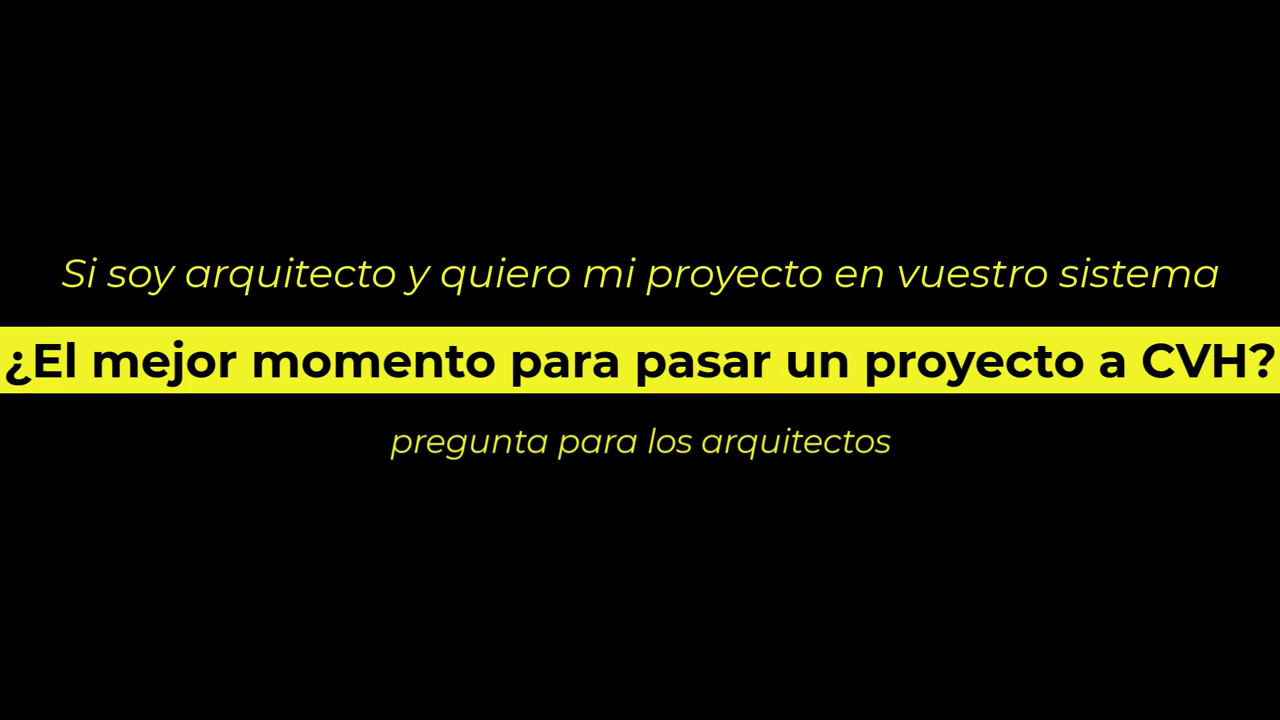 Si soy arquitecto y quiero mi proyecto en vuestro sistema
¿El mejor momento para pasar un proyecto a CVH?
pregunta para los arquitectos